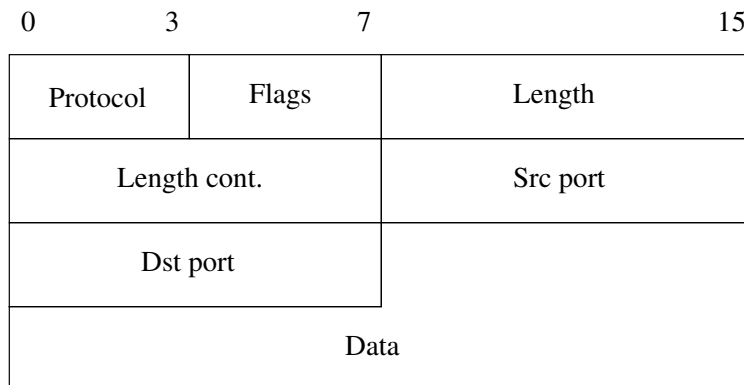 0 3 7 15
Protocol Flags Length
Length cont. Src port
Dst port
Data